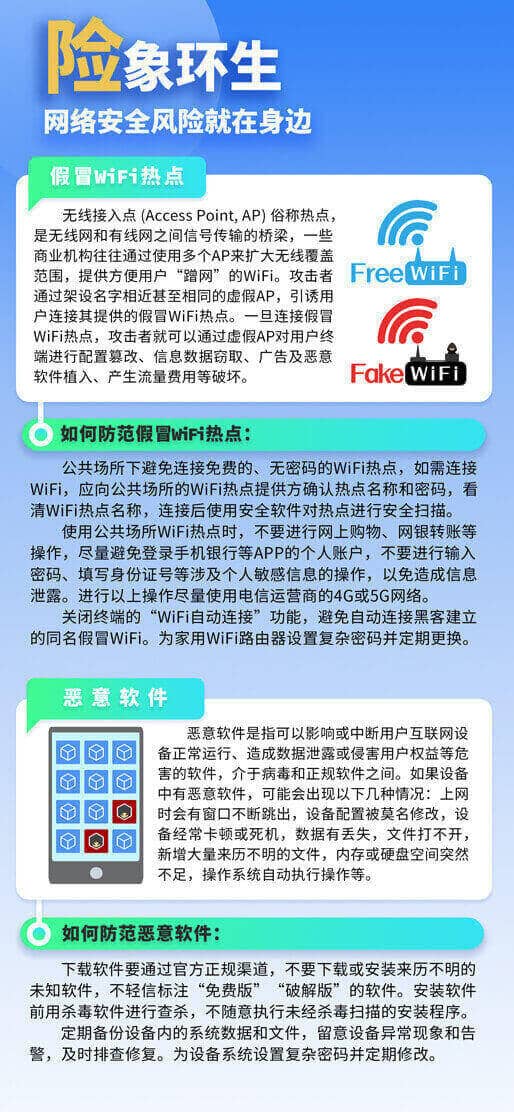 险象环生
网络安全风险就在身边
假冒WiFi热点
无线接入点 (Access Point, AP) 俗称热点，
是无线网和有线网之间信号传输的桥梁，一些
商业机构往往通过使用多个AP来扩大无线覆盖
范围，提供方便用户“蹭网”的WiFi。攻击者
通过架设名字相近甚至相同的虚假AP，引诱用
户连接其提供的假冒WiFi热点。一旦连接假冒
WiFi热点，攻击者就可以通过虚假AP对用户终
端进行配置篡改、信息数据窃取、广告及恶意
软件植入、产生流量费用等破坏。
Free WiFi
Fake WiFi
如何防范假冒WiFi热点：
公共场所下避免连接免费的、无密码的WiFi热点，如需连接
WiFi，应向公共场所的WiFi热点提供方确认热点名称和密码，看
清WiFi热点名称，连接后使用安全软件对热点进行安全扫描。
使用公共场所WiFi热点时，不要进行网上购物、网银转账等
操作，尽量避免登录手机银行等APP的个人账户，不要进行输入
密码、填写身份证号等涉及个人敏感信息的操作，以免造成信息
泄露。进行以上操作尽量使用电信运营商的4G或5G网络。
关闭终端的“WiFi自动连接”功能，避免自动连接黑客建立
的同名假冒WiFi。为家用WiFi路由器设置复杂密码并定期更换。
恶意软件
恶意软件是指可以影响或中断用户互联网设
备正常运行、造成数据泄露或侵害用户权益等危
害的软件，介于病毒和正规软件之间。如果设备
中有恶意软件，可能会出现以下几种情况：上网
时会有窗口不断跳出，设备配置被莫名修改，设
备经常卡顿或死机，数据有丢失，文件打不开，
新增大量来历不明的文件，内存或硬盘空间突然
不足，操作系统自动执行操作等。
如何防范恶意软件：
下载软件要通过官方正规渠道，不要下载或安装来历不明的
未知软件，不轻信标注“免费版”“破解版”的软件。安装软件
前用杀毒软件进行查杀，不随意执行未经杀毒扫描的安装程序。
定期备份设备内的系统数据和文件，留意设备异常现象和告
警，及时排查修复。为设备系统设置复杂密码并定期修改。